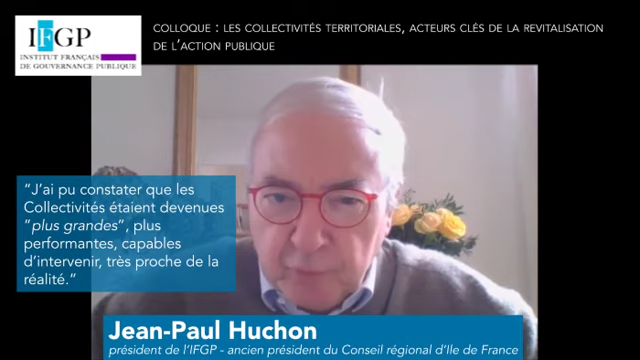 IFGP
INSTITUT FRANÇAIS
DE GOUVERNANCE PUBLIQUE
COLLOQUE : LES COLLECTIVITÉS TERRITORIALES, ACTEURS CLÉS DE LA REVITALISATION
DE L'ACTION PUBLIQUE
“J'ai pu constater que les
Collectivités étaient devenues
“plus grandes”, plus
performantes, capables
d'intervenir, très proche de la
réalité.”
Jean-Paul Huchon
président de l'IFGP - ancien président du Conseil régional d'Ile de France